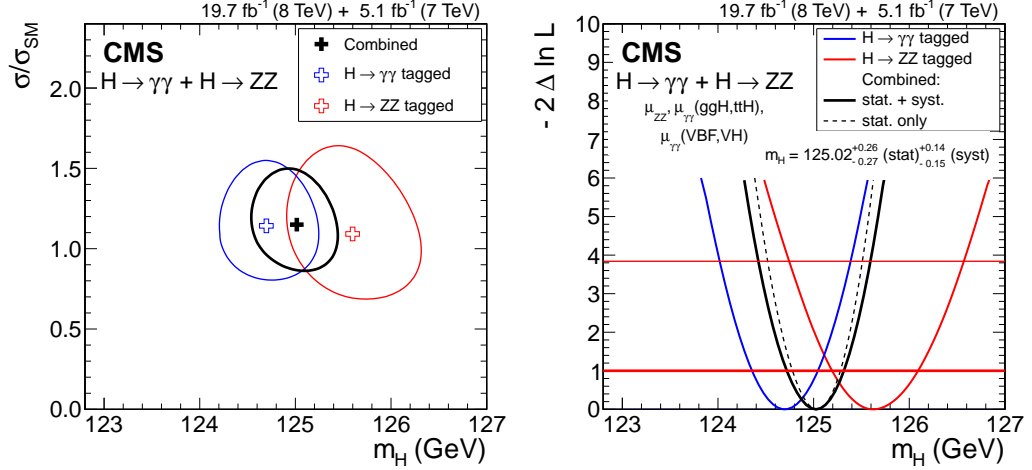 19.7 fb⁻¹ (8 TeV) + 5.1 fb⁻¹ (7 TeV)
CMS
H → γγ + H → ZZ
Combined
H → γγ tagged
H → ZZ tagged
σ/σ_SM
2.0
1.5
1.0
0.5
0.0
123
124
125
126
127
m_H (GeV)
19.7 fb⁻¹ (8 TeV) + 5.1 fb⁻¹ (7 TeV)
CMS
H → γγ + H → ZZ
μ_ZZ, μ_γγ(ggH,ttH),
μ_γγ(VBF,VH)
H → γγ tagged
H → ZZ tagged
Combined:
stat. + syst.
stat. only
m_H = 125.02 +0.26 -0.27 (stat) +0.14 -0.15 (syst)
- 2 Δ ln L
10
9
8
7
6
5
4
3
2
1
0
123
124
125
126
127
m_H (GeV)